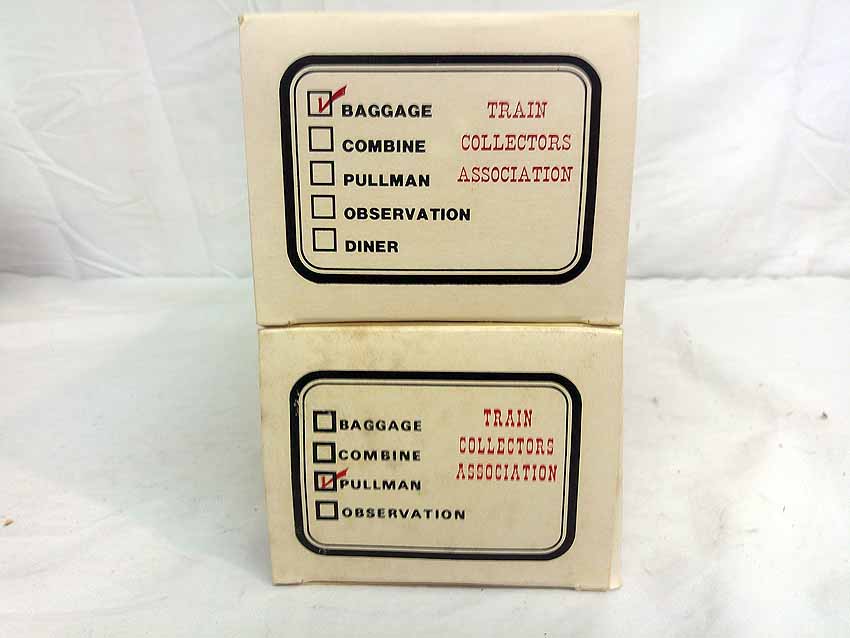 BAGGAGE
COMBINE
PULLMAN
OBSERVATION
DINER
TRAIN
COLLECTORS
ASSOCIATION
BAGGAGE
COMBINE
PULLMAN
OBSERVATION
TRAIN
COLLECTORS
ASSOCIATION